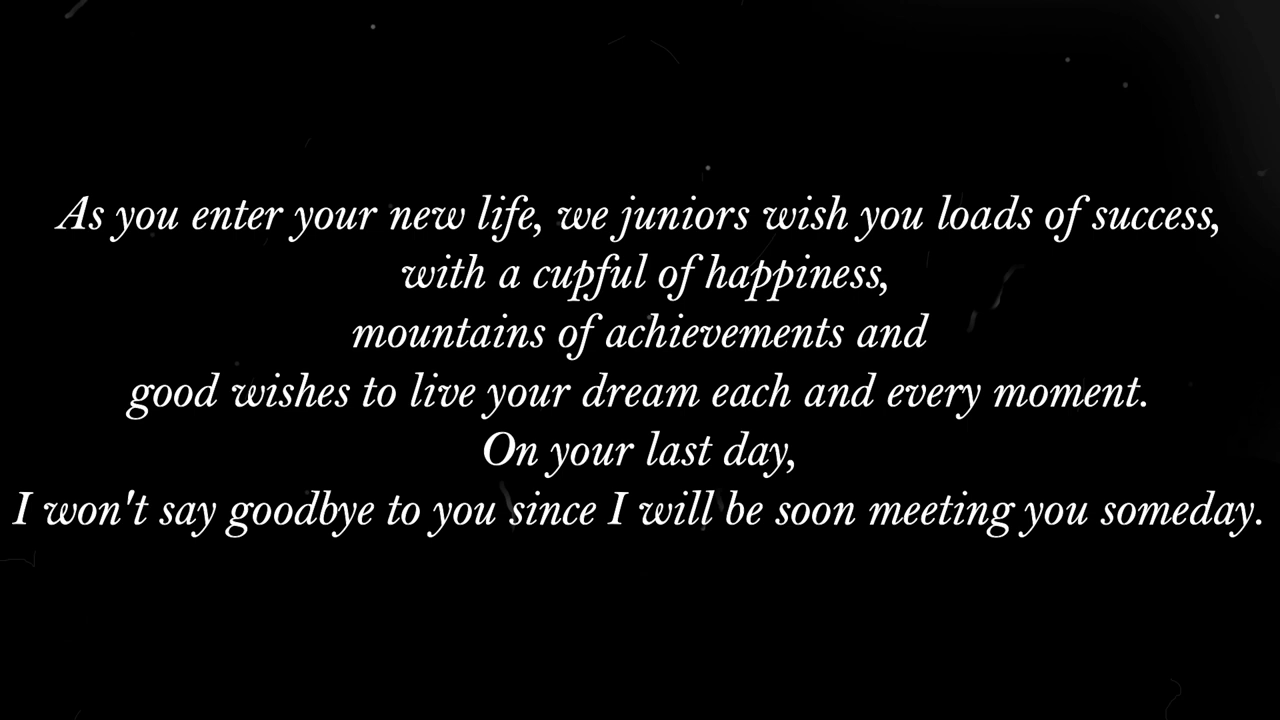 As you enter your new life, we juniors wish you loads of success,
with a cupful of happiness,
mountains of achievements and
good wishes to live your dream each and every moment.
On your last day,
I won't say goodbye to you since I will be soon meeting you someday.